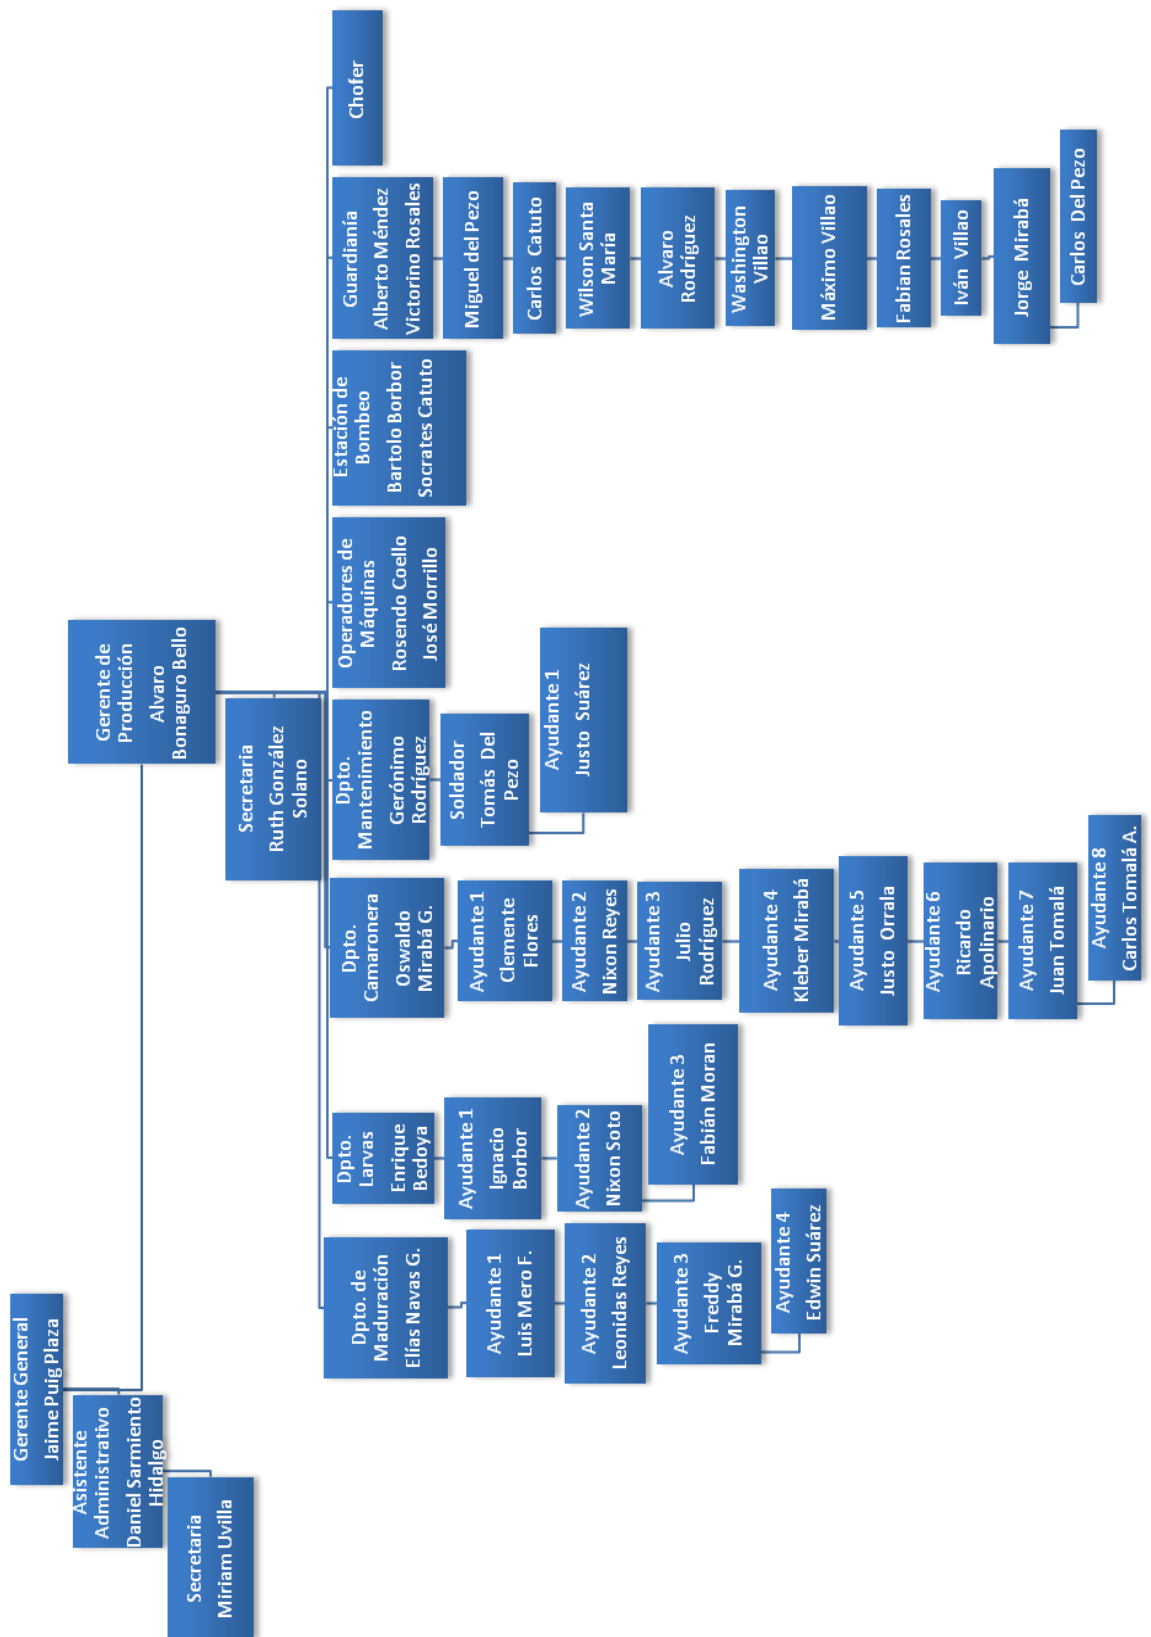 Gerente General
Jaime Puig Plaza
Asistente
Administrativo
Daniel Sarmiento
Hidalgo
Secretaria
Miriam Uvilla
Gerente de
Producción
Alvaro
Bonaguro Bello
Secretaria
Ruth González
Solano
Dpto. de
Maduración
Elías Navas G.
Ayudante 1
Luis Mero F.
Ayudante 2
Leonidas Reyes
Ayudante 3
Freddy
Mirabá G.
Ayudante 4
Edwin Suárez
Dpto.
Larvas
Enrique
Bedoya
Ayudante 1
Ignacio
Borbor
Ayudante 2
Nixon Soto
Ayudante 3
Fabián Moran
Dpto.
Camaronera
Oswaldo
Mirabá G.
Ayudante 1
Clemente
Flores
Ayudante 2
Nixon Reyes
Ayudante 3
Julio
Rodríguez
Ayudante 4
Kleber Mirabá
Ayudante 5
Justo Orrala
Ayudante 6
Ricardo
Apolinario
Ayudante 7
Juan Tomalá
Ayudante 8
Carlos Tomalá A.
Dpto.
Mantenimiento
Gerónimo
Rodríguez
Soldador
Tomás Del
Pezo
Ayudante 1
Justo Suárez
Operadores de
Máquinas
Rosendo Coello
José Morrillo
Estación de
Bombeo
Bartolo Borbor
Socrates Catuto
Guardianía
Alberto Méndez
Victorino Rosales
Miguel del Pezo
Carlos Catuto
Wilson Santa
María
Alvaro
Rodríguez
Washington
Villao
Máximo Villao
Fabian Rosales
Iván Villao
Jorge Mirabá
Carlos Del Pezo
Chofer